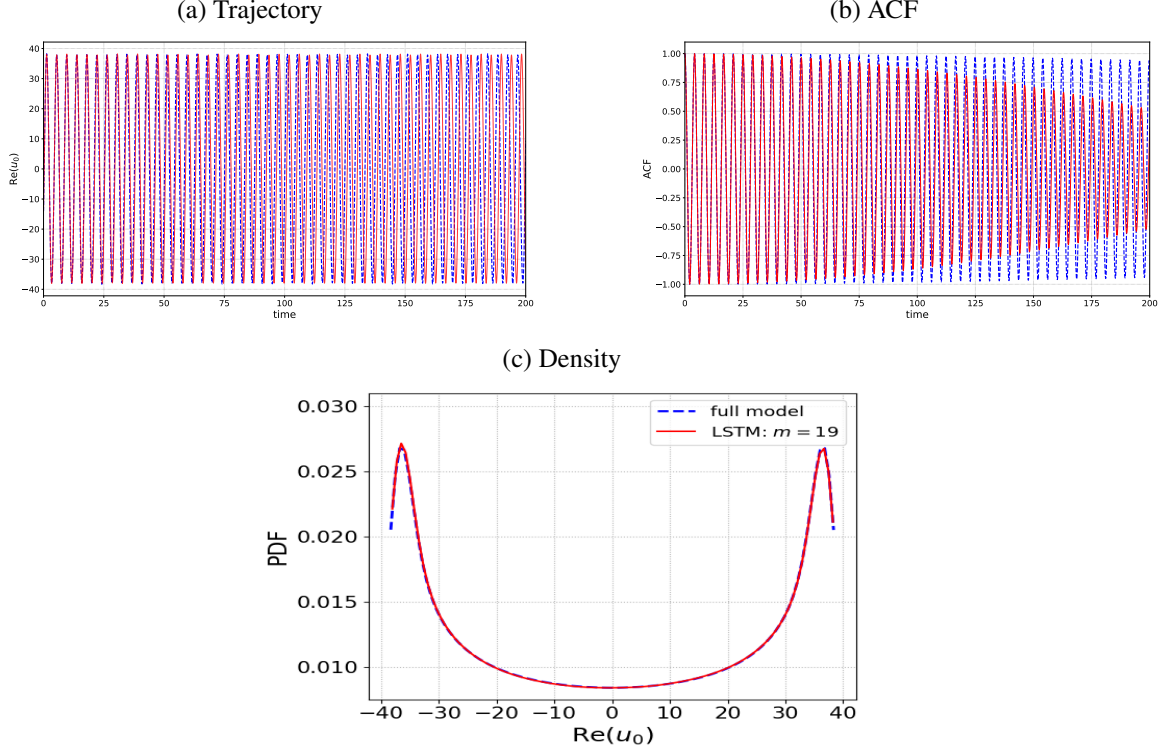 (a) Trajectory
40
30
20
10
0
−10
−20
−30
−40
Re(u₀)
0 25 50 75 100 125 150 175 200
time
(b) ACF
1.00
0.75
0.50
0.25
0.00
−0.25
−0.50
−0.75
−1.00
ACF
0 25 50 75 100 125 150 175 200
time
(c) Density
0.030
0.025
0.020
0.015
0.010
PDF
full model
LSTM: m = 19
−40 −30 −20 −10 0 10 20 30 40
Re(u₀)